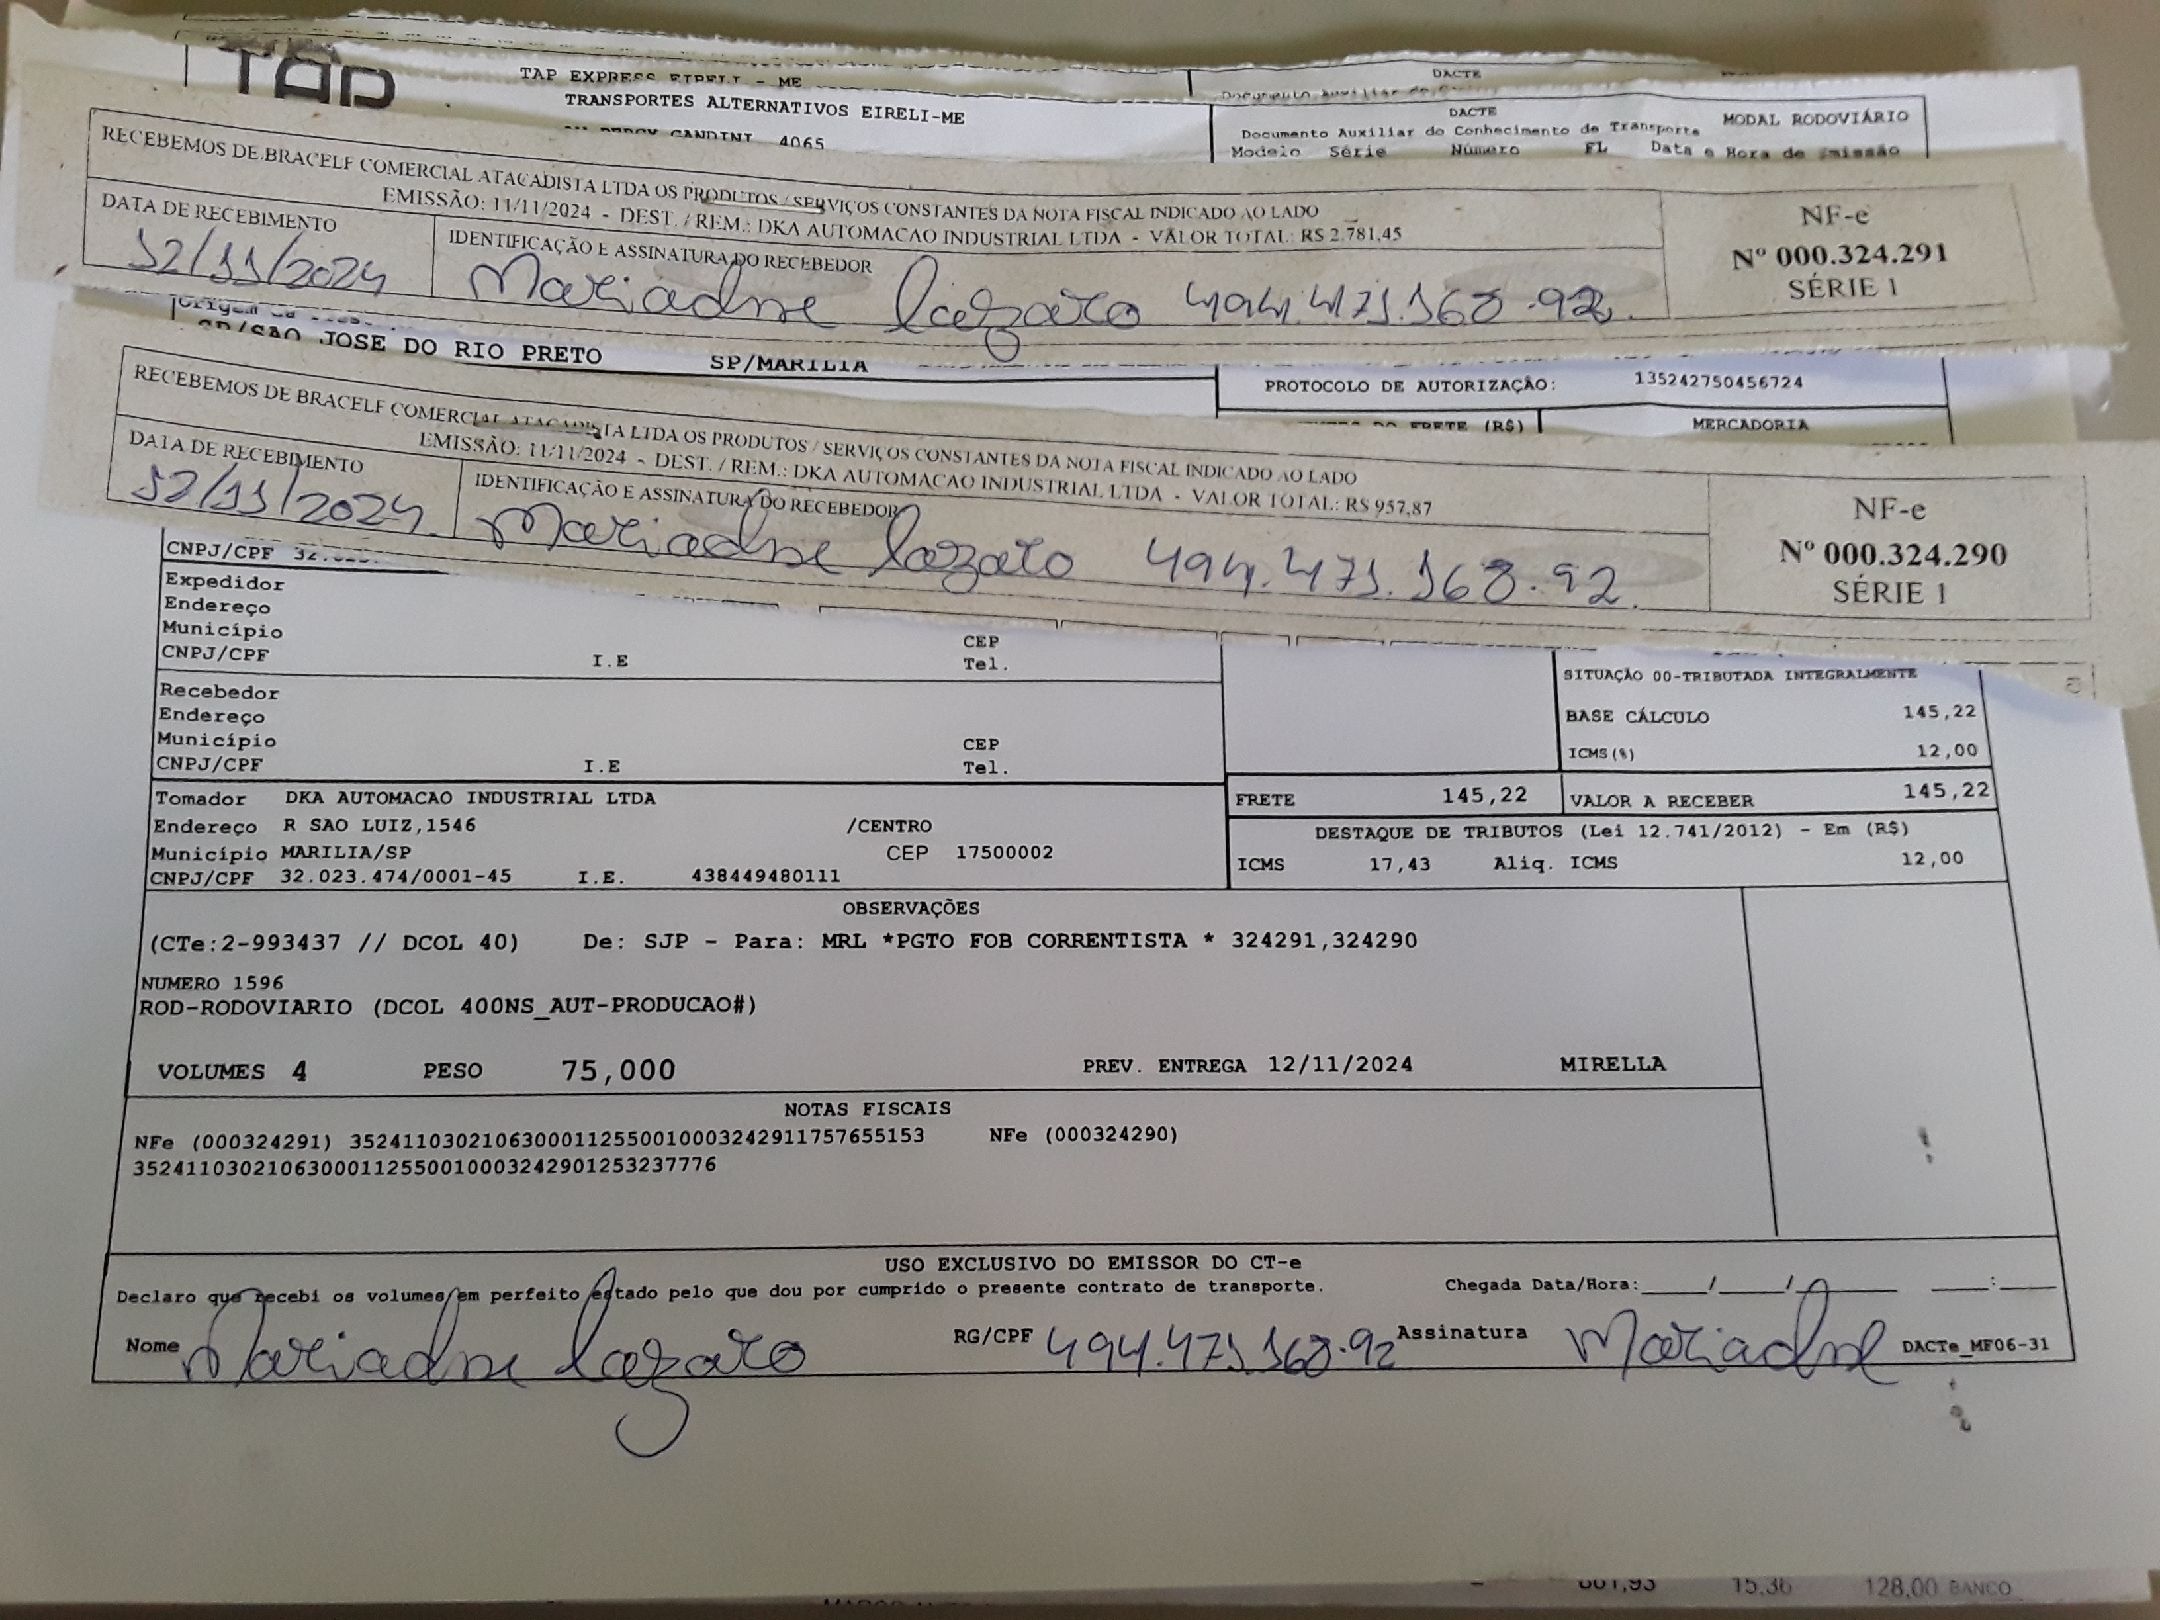 TAP
TAP EXPRESS EIRELI - ME
DACTE
TRANSPORTES ALTERNATIVOS EIRELI-ME
4065
DACTE
MODAL RODOVIÁRIO
Documento Auxiliar do Conhecimento de Transporte
Modelo Série Número FL Data e Hora de Emissão
RECEBEMOS DE BRACELF COMERCIAL ATACADISTA LTDA OS PRODUTOS / SERVIÇOS CONSTANTES DA NOTA FISCAL INDICADO AO LADO
EMISSÃO: 11/11/2024 - DEST. / REM.: DKA AUTOMACAO INDUSTRIAL LTDA - VALOR TOTAL: R$ 2.781,45
DATA DE RECEBIMENTO
12/11/2024
IDENTIFICAÇÃO E ASSINATURA DO RECEBEDOR
Mariadne Lazaro 494.471.168.92
NF-e
Nº 000.324.291
SÉRIE 1
SP/SAO JOSE DO RIO PRETO SP/MARILIA
PROTOCOLO DE AUTORIZAÇÃO: 135242750456724
FRETE (R$) MERCADORIA
RECEBEMOS DE BRACELF COMERCIAL ATACADISTA LTDA OS PRODUTOS / SERVIÇOS CONSTANTES DA NOTA FISCAL INDICADO AO LADO
EMISSÃO: 11/11/2024 - DEST. / REM.: DKA AUTOMACAO INDUSTRIAL LTDA - VALOR TOTAL: R$ 957,87
DATA DE RECEBIMENTO
12/11/2024
IDENTIFICAÇÃO E ASSINATURA DO RECEBEDOR
Mariadne Lazaro 494.471.168.92
NF-e
Nº 000.324.290
SÉRIE 1
CNPJ/CPF 32.023.
Expedidor
Endereço
Município CEP
CNPJ/CPF I.E Tel.
Recebedor
Endereço
Município CEP
CNPJ/CPF I.E Tel.
SITUAÇÃO 00-TRIBUTADA INTEGRALMENTE
BASE CÁLCULO 145,22
ICMS(%) 12,00
Tomador DKA AUTOMACAO INDUSTRIAL LTDA
Endereço R SAO LUIZ,1546 /CENTRO
Município MARILIA/SP CEP 17500002
CNPJ/CPF 32.023.474/0001-45 I.E. 438449480111
FRETE 145,22 VALOR A RECEBER 145,22
DESTAQUE DE TRIBUTOS (Lei 12.741/2012) - Em (R$)
ICMS 17,43 Aliq. ICMS 12,00
OBSERVAÇÕES
(CTe:2-993437 // DCOL 40) De: SJP - Para: MRL *PGTO FOB CORRENTISTA * 324291,324290
NUMERO 1596
ROD-RODOVIARIO (DCOL 400NS_AUT-PRODUCAO#)
VOLUMES 4 PESO 75,000 PREV. ENTREGA 12/11/2024 MIRELLA
NOTAS FISCAIS
NFe (000324291) 35241103021063000112550010003242911757655153 NFe (000324290)
35241103021063000112550010003242901253237776
USO EXCLUSIVO DO EMISSOR DO CT-e
Declaro que recebi os volumes em perfeito estado pelo que dou por cumprido o presente contrato de transporte. Chegada Data/Hora:____/____/______ ____:____
Nome Mariadne Lazaro RG/CPF 494.471.168.92 Assinatura Mariadne DACTe_MF06-31
15,36 128,00 BANCO